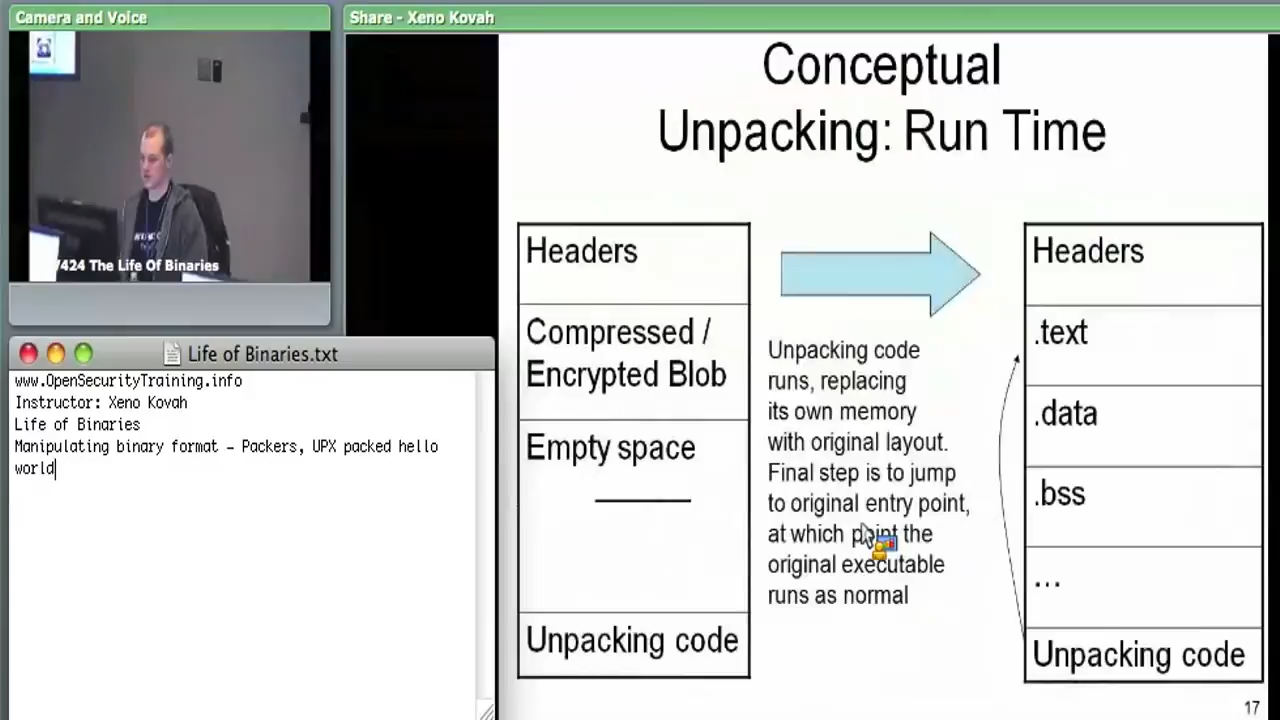 Camera and Voice
Share - Xeno Kovah
/424 The Life Of Binaries
Life of Binaries.txt
www.OpenSecurityTraining.info
Instructor: Xeno Kovah
Life of Binaries
Manipulating binary format - Packers, UPX packed hello
world
Conceptual
Unpacking: Run Time
Headers
Compressed /
Encrypted Blob
Empty space
Unpacking code
Unpacking code
runs, replacing
its own memory
with original layout.
Final step is to jump
to original entry point,
at which point the
original executable
runs as normal
Headers
.text
.data
.bss
...
Unpacking code
17